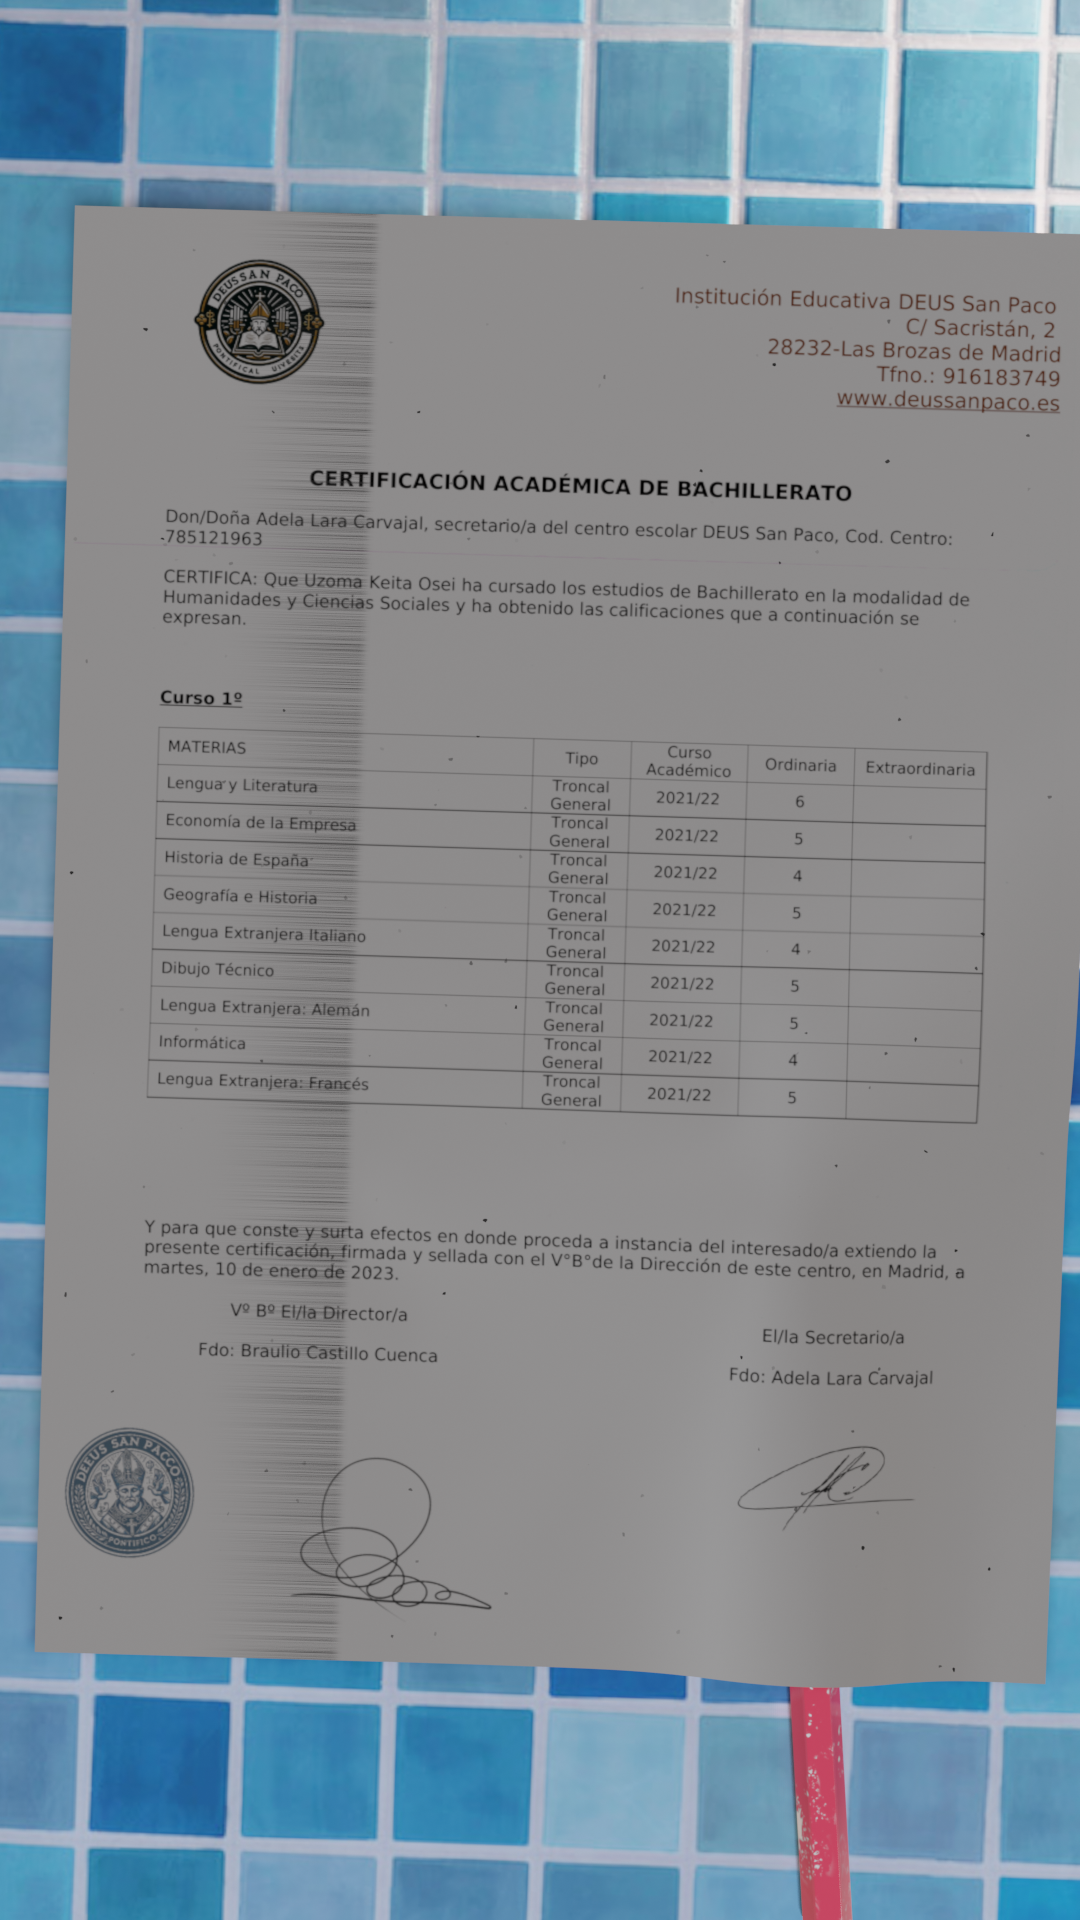 DEUSSAN PACO
PONTIFICAL UIVERSITE
Institución Educativa DEUS San Paco
C/ Sacristán, 2
28232-Las Brozas de Madrid
Tfno.: 916183749
www.deussanpaco.es
CERTIFICACIÓN ACADÉMICA DE BACHILLERATO
Don/Doña Adela Lara Carvajal, secretario/a del centro escolar DEUS San Paco, Cod. Centro:
785121963
CERTIFICA: Que Uzoma Keita Osei ha cursado los estudios de Bachillerato en la modalidad de
Humanidades y Ciencias Sociales y ha obtenido las calificaciones que a continuación se
expresan.
Curso 1º
MATERIAS Tipo Curso Académico Ordinaria Extraordinaria
Lengua y Literatura Troncal General 2021/22 6
Economía de la Empresa Troncal General 2021/22 5
Historia de España Troncal General 2021/22 4
Geografía e Historia Troncal General 2021/22 5
Lengua Extranjera Italiano Troncal General 2021/22 4
Dibujo Técnico Troncal General 2021/22 5
Lengua Extranjera: Alemán Troncal General 2021/22 5
Informática Troncal General 2021/22 4
Lengua Extranjera: Francés Troncal General 2021/22 5
Y para que conste y surta efectos en donde proceda a instancia del interesado/a extiendo la
presente certificación, firmada y sellada con el V°B°de la Dirección de este centro, en Madrid, a
martes, 10 de enero de 2023.
Vº Bº El/la Director/a
El/la Secretario/a
Fdo: Braulio Castillo Cuenca
Fdo: Adela Lara Carvajal
DEEUS SAN PACCO
PONTIFICO